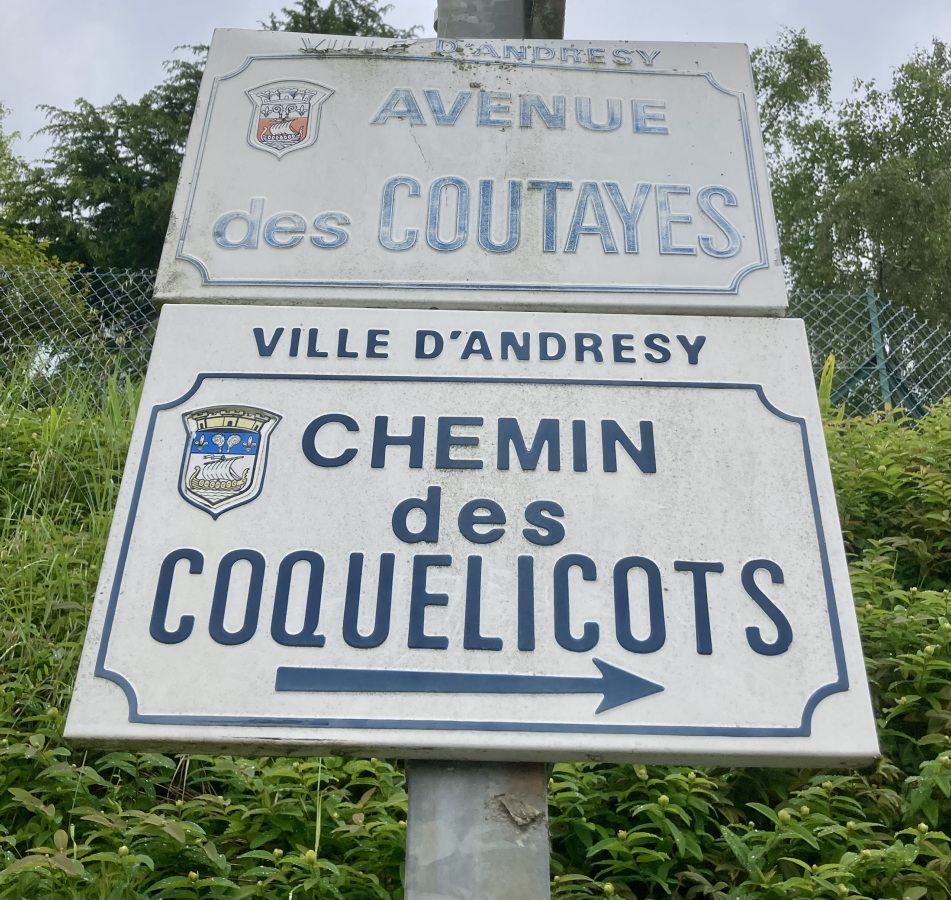 VILLE D'ANDRESY
AVENUE
des COUTAYES
VILLE D'ANDRESY
CHEMIN
des
COQUELICOTS